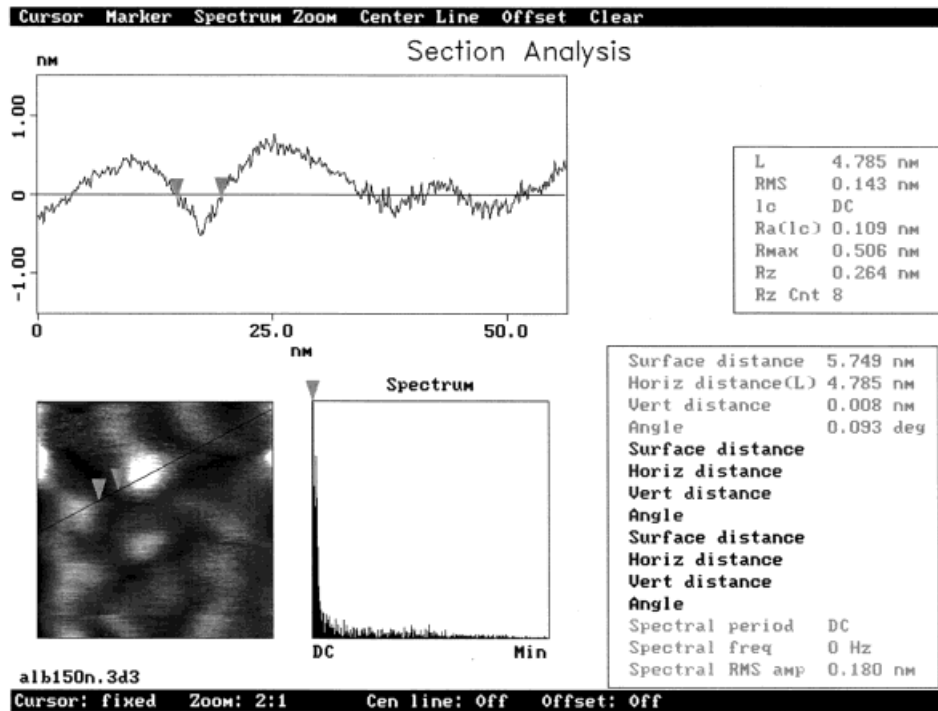 Cursor Marker Spectrum Zoom Center Line Offset Clear
Section Analysis
nM
1.00
0
-1.00
0 25.0 50.0
nM
L 4.785 nM
RMS 0.143 nM
lc DC
Ra(lc) 0.109 nM
Rmax 0.506 nM
Rz 0.264 nM
Rz Cnt 8
Spectrum
DC Min
Surface distance 5.749 nM
Horiz distance(L) 4.785 nM
Vert distance 0.008 nM
Angle 0.093 deg
Surface distance
Horiz distance
Vert distance
Angle
Surface distance
Horiz distance
Vert distance
Angle
Spectral period DC
Spectral freq 0 Hz
Spectral RMS amp 0.180 nM
alb150n.3d3
Cursor: fixed Zoom: 2:1 Cen line: Off Offset: Off